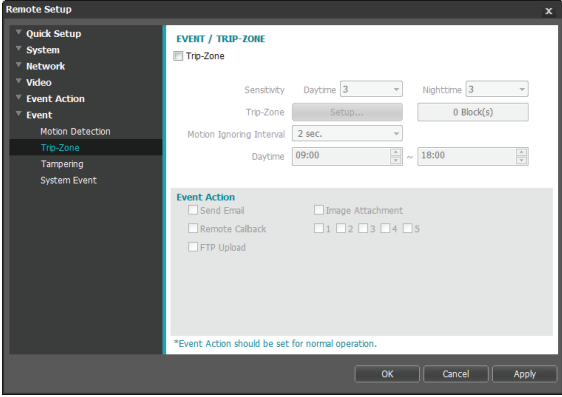 Remote Setup
x
Quick Setup
System
Network
Video
Event Action
Event
Motion Detection
Trip-Zone
Tampering
System Event
EVENT / TRIP-ZONE
Trip-Zone
Sensitivity Daytime 3 Nighttime 3
Trip-Zone Setup... 0 Block(s)
Motion Ignoring Interval 2 sec.
Daytime 09:00 ~ 18:00
Event Action
Send Email Image Attachment
Remote Callback 1 2 3 4 5
FTP Upload
*Event Action should be set for normal operation.
OK Cancel Apply